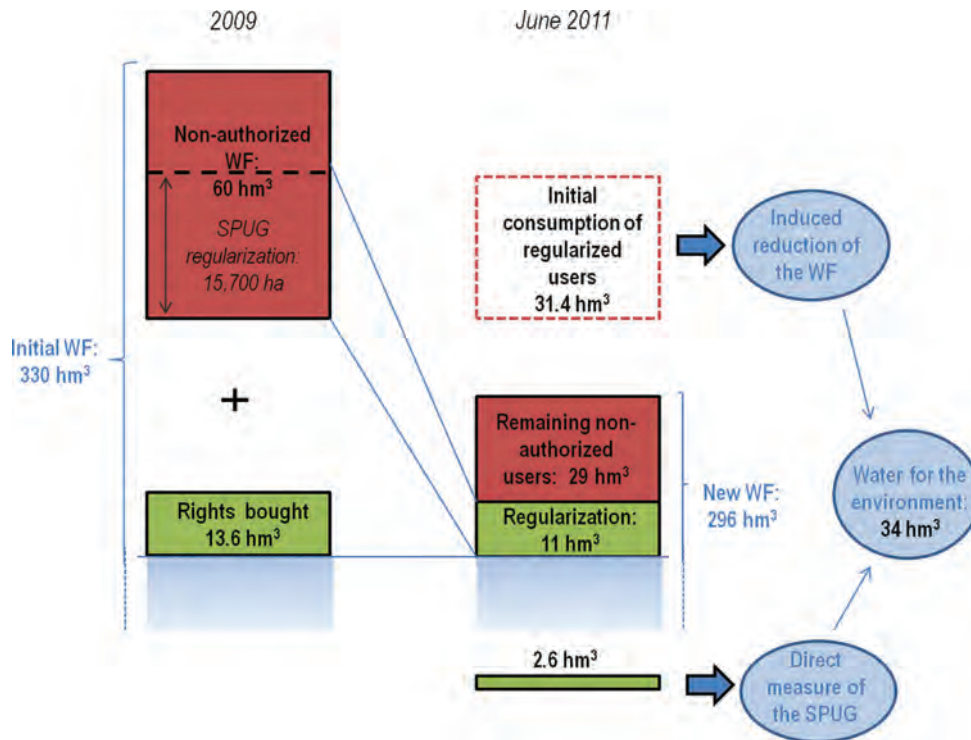 2009
June 2011
Non-authorized
WF:
60 hm³
SPUG
regularization:
15,700 ha
Initial
consumption of
regularized
users
31.4 hm³
Induced
reduction of
the WF
Initial WF:
330 hm³
+
Rights bought
13.6 hm³
Remaining non-
authorized
users: 29 hm³
Regularization:
11 hm³
New WF:
296 hm³
Water for the
environment:
34 hm³
2.6 hm³
Direct
measure of
the SPUG